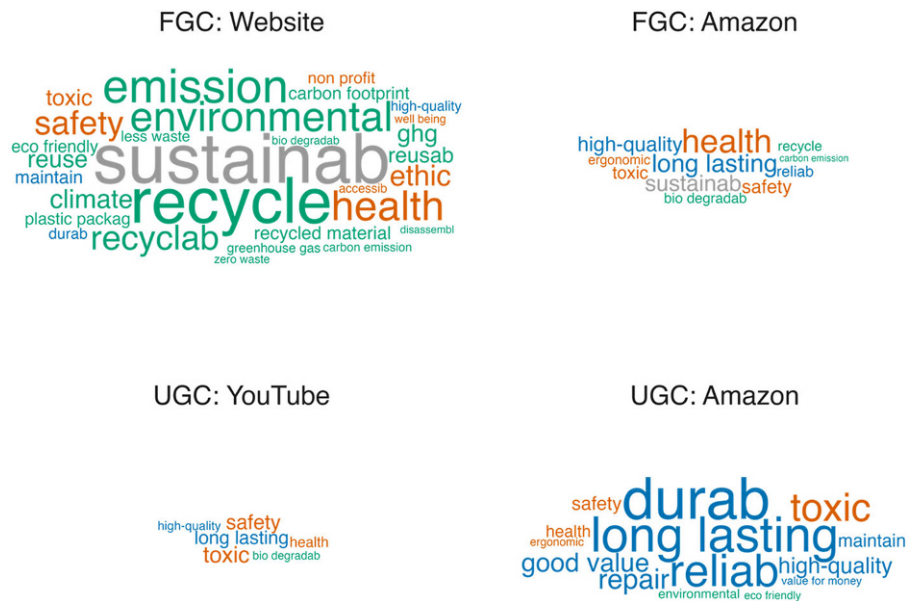 FGC: Website
emission
non profit
toxic
carbon footprint
high-quality
safety
environmental
well being
less waste
bio degradab
ghg
eco friendly
sustainab
reuse
reusab
maintain
accessib
ethic
climate
recycle
health
plastic packag
durab
recyclab
recycled material
disassembl
greenhouse gas
carbon emission
zero waste
FGC: Amazon
high-quality
health
recycle
ergonomic
long lasting
carbon emission
toxic
reliab
sustainab
safety
bio degradab
UGC: YouTube
high-quality
safety
long lasting
health
toxic
bio degradab
UGC: Amazon
safety
durab
toxic
health
long lasting
maintain
ergonomic
good value
reliab
high-quality
repair
value for money
environmental
eco friendly